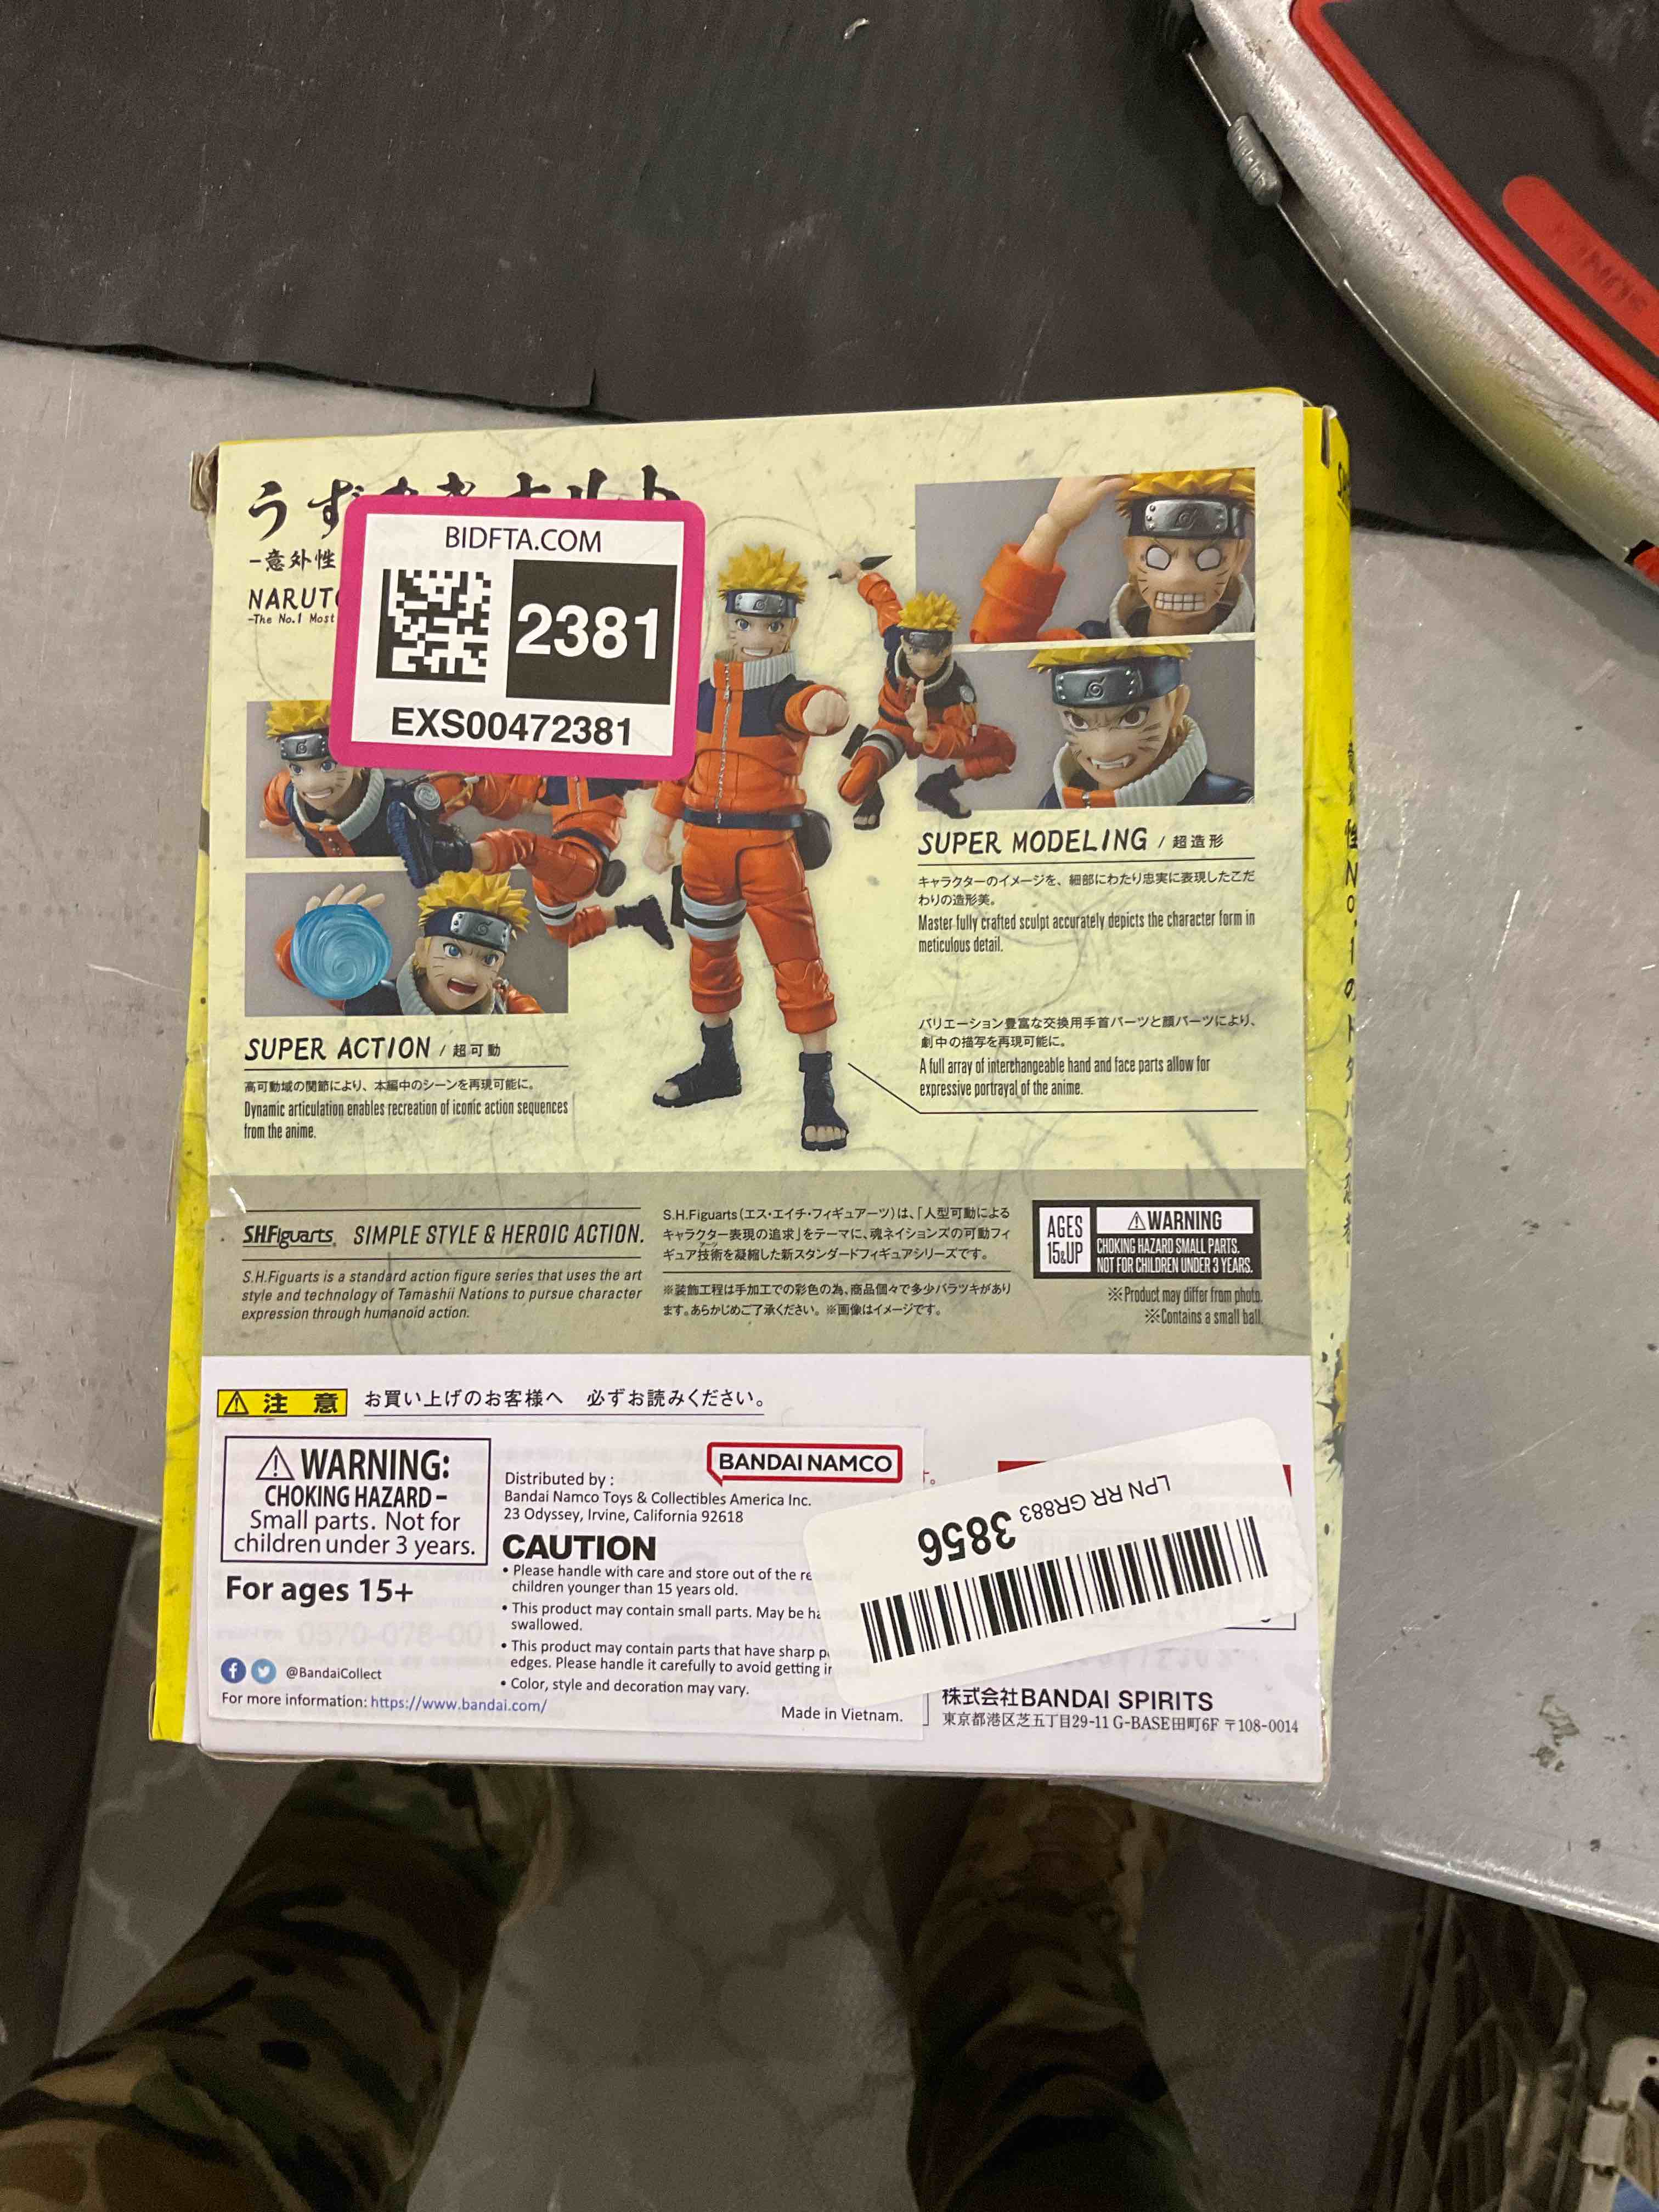 うず
－意外性
NARUT
-The No.1 Most
BIDFTA.COM
2381
EXS00472381
SUPER MODELING / 超造形
キャラクターのイメージを、細部にわたり忠実に表現したこだ
わりの造形美。
Master fully crafted sculpt accurately depicts the character form in
meticulous detail.
バリエーション豊富な交換用手首パーツと顔パーツにより、
劇中の描写を再現可能に。
A full array of interchangeable hand and face parts allow for
expressive portrayal of the anime.
SUPER ACTION / 超可動
高可動域の関節により、本編中のシーンを再現可能に。
Dynamic articulation enables recreation of iconic action sequences
from the anime.
S.H.Figuarts SIMPLE STYLE & HEROIC ACTION.
S.H.Figuarts is a standard action figure series that uses the art
style and technology of Tamashii Nations to pursue character
expression through humanoid action.
S.H.Figuarts(エス・エイチ・フィギュアーツ)は、「人型可動による
キャラクター表現の追求」をテーマに、魂ネイションズの可動フィ
ギュア技術を凝縮した新スタンダードフィギュアシリーズです。
※装飾工程は手加工での彩色の為、商品個々で多少バラツキがあり
ます。あらかじめご了承ください。 ※画像はイメージです。
AGES
15&UP
WARNING
CHOKING HAZARD SMALL PARTS.
NOT FOR CHILDREN UNDER 3 YEARS.
※Product may differ from photo.
※Contains a small ball.
注意 お買い上げのお客様へ 必ずお読みください。
WARNING:
CHOKING HAZARD –
Small parts. Not for
children under 3 years.
For ages 15+
@BandaiCollect
For more information: https://www.bandai.com/
BANDAI NAMCO
Distributed by :
Bandai Namco Toys & Collectibles America Inc.
23 Odyssey, Irvine, California 92618
CAUTION
• Please handle with care and store out of the re
children younger than 15 years old.
• This product may contain small parts. May be ha
swallowed.
• This product may contain parts that have sharp p
edges. Please handle it carefully to avoid getting in
• Color, style and decoration may vary.
Made in Vietnam.
LPN RR GR883 3856
株式会社BANDAI SPIRITS
東京都港区芝五丁目29-11 G-BASE田町6F 〒108-0014